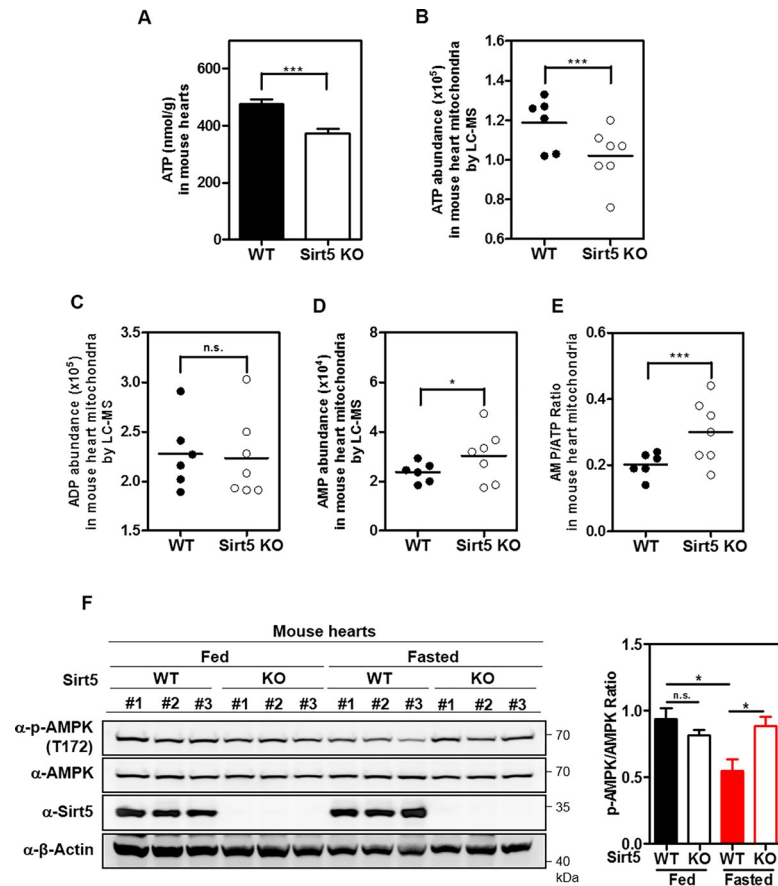 A
ATP (nmol/g)
in mouse hearts
600
400
200
0
***
WT
Sirt5 KO
B
ATP abundance (x10⁵)
in mouse heart mitochondria
by LC-MS
1.6
1.4
1.2
1.0
0.8
0.6
***
WT
Sirt5 KO
C
ADP abundance (x10⁵)
in mouse heart mitochondria
by LC-MS
3.5
3.0
2.5
2.0
1.5
n.s.
WT
Sirt5 KO
D
AMP abundance (x10⁴)
in mouse heart mitochondria
by LC-MS
8
6
4
2
0
*
WT
Sirt5 KO
E
AMP/ATP Ratio
in mouse heart mitochondria
0.6
0.4
0.2
0.0
***
WT
Sirt5 KO
F
Mouse hearts
Fed Fasted
Sirt5 WT KO WT KO
#1 #2 #3 #1 #2 #3 #1 #2 #3 #1 #2 #3
α-p-AMPK
(T172)
70
α-AMPK
70
α-Sirt5
35
α-β-Actin
40
kDa
p-AMPK/AMPK Ratio
1.5
1.0
0.5
0.0
*
n.s.
*
Sirt5 WT KO WT KO
Fed Fasted